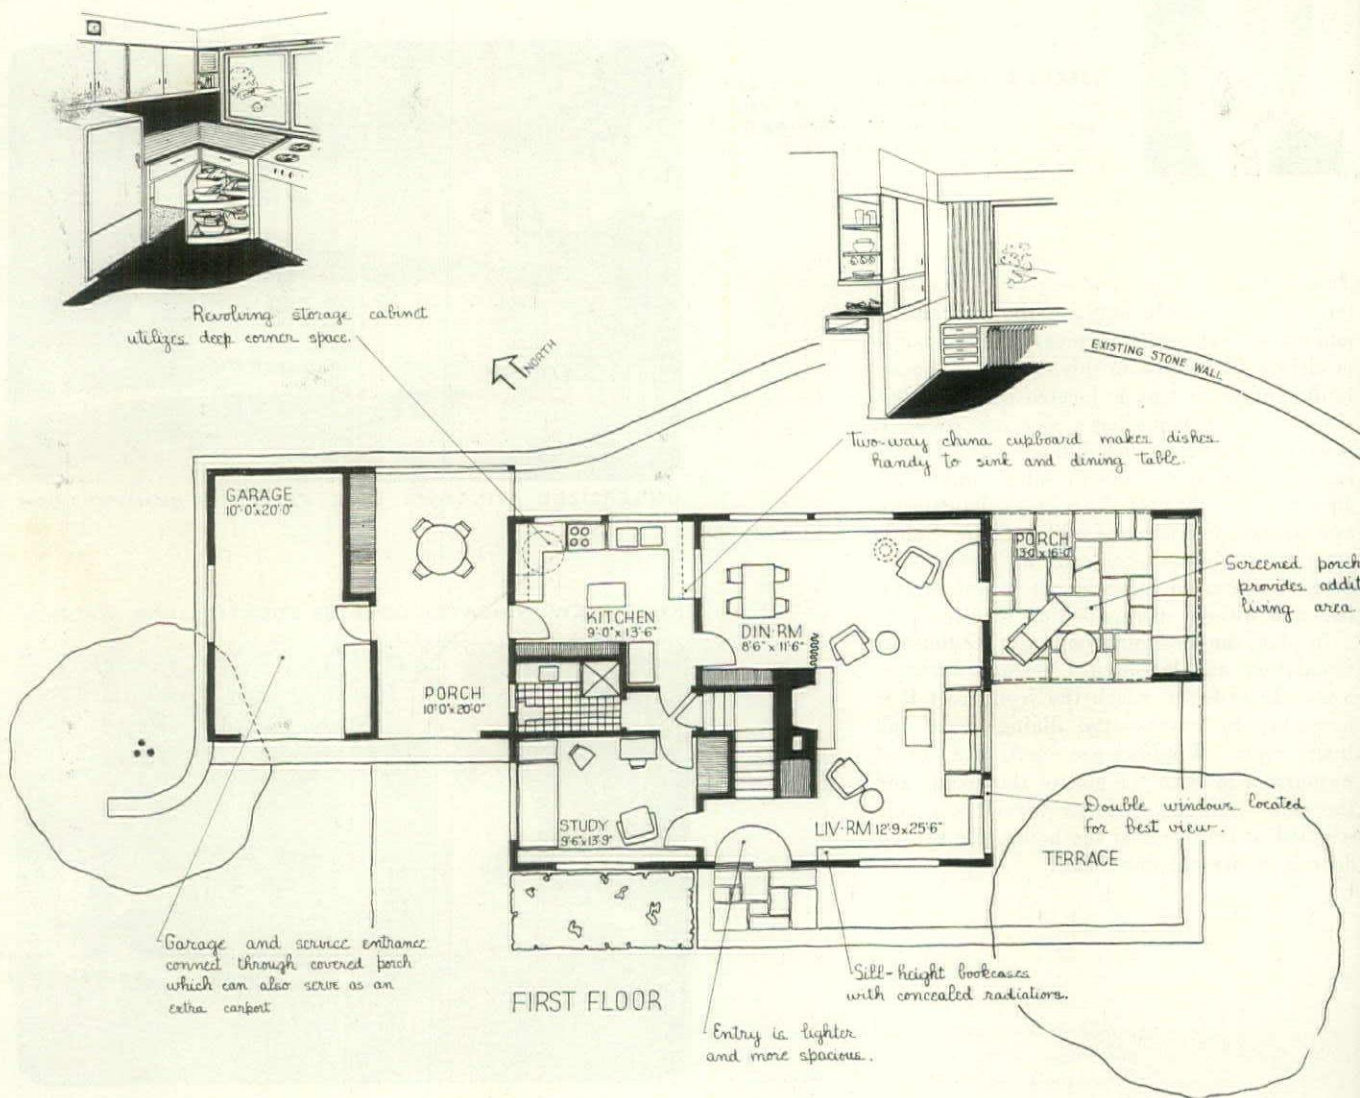 Revolving storage cabinet
utilizes deep corner space.
NORTH
EXISTING STONE WALL
Two-way china cupboard makes dishes
handy to sink and dining table.
GARAGE
10'-0"x20'-0"
PORCH
13'-0"x16'-0"
Screened porch
provides addit
living area.
KITCHEN
9'-0"x13'-6"
DIN-RM
8'6"x11'6"
PORCH
10'0"x20'0"
STUDY
9'6"x13'9"
LIV-RM 12'9x25'6"
Double windows located
for best view.
TERRACE
Garage and service entrance
connect through covered porch
which can also serve as an
extra carport
FIRST FLOOR
Sill-height bookcases
with concealed radiation.
Entry is lighter
and more spacious.